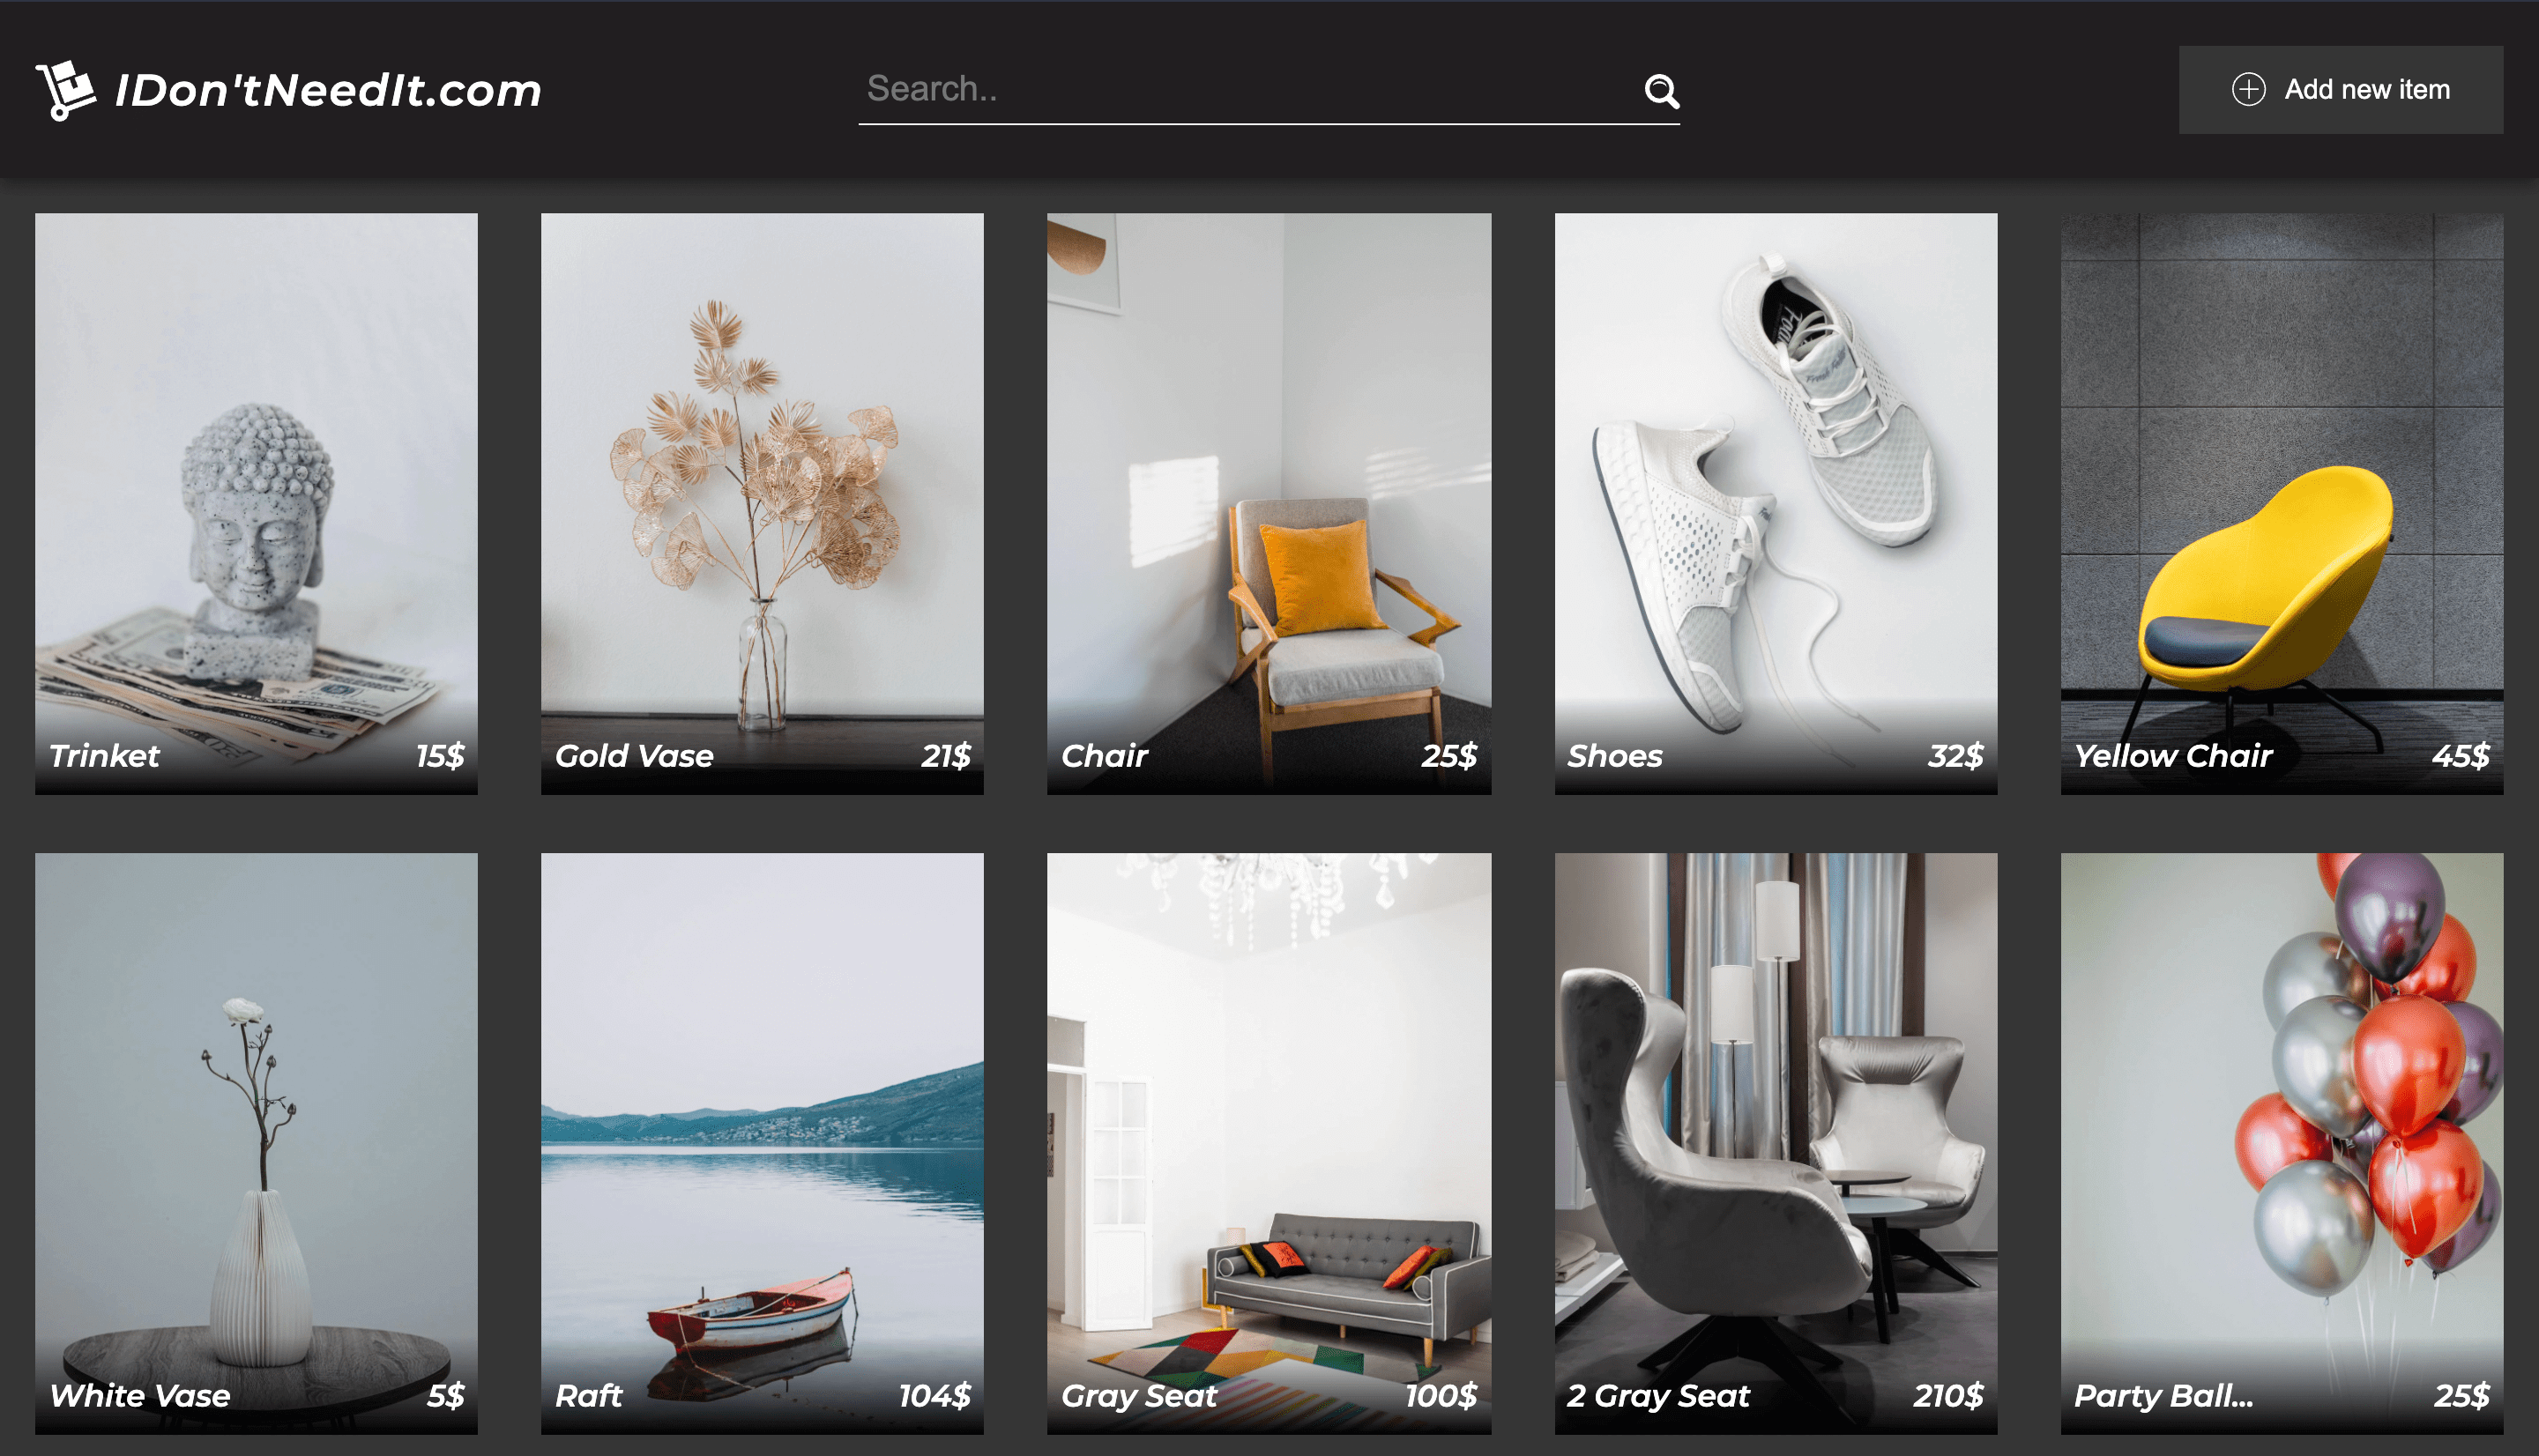 IDon'tNeedIt.com
Search..
Add new item
Trinket 15$
Gold Vase 21$
Chair 25$
Shoes 32$
Yellow Chair 45$
White Vase 5$
Raft 104$
Gray Seat 100$
2 Gray Seat 210$
Party Ball... 25$